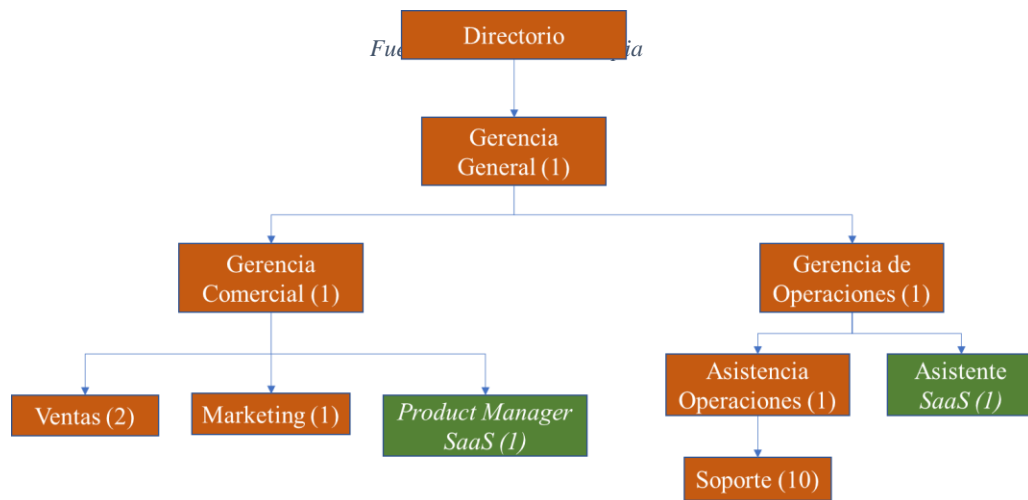 Directorio
Gerencia
General (1)
Gerencia
Comercial (1)
Gerencia de
Operaciones (1)
Ventas (2)
Marketing (1)
Product Manager
SaaS (1)
Asistencia
Operaciones (1)
Asistente
SaaS (1)
Soporte (10)